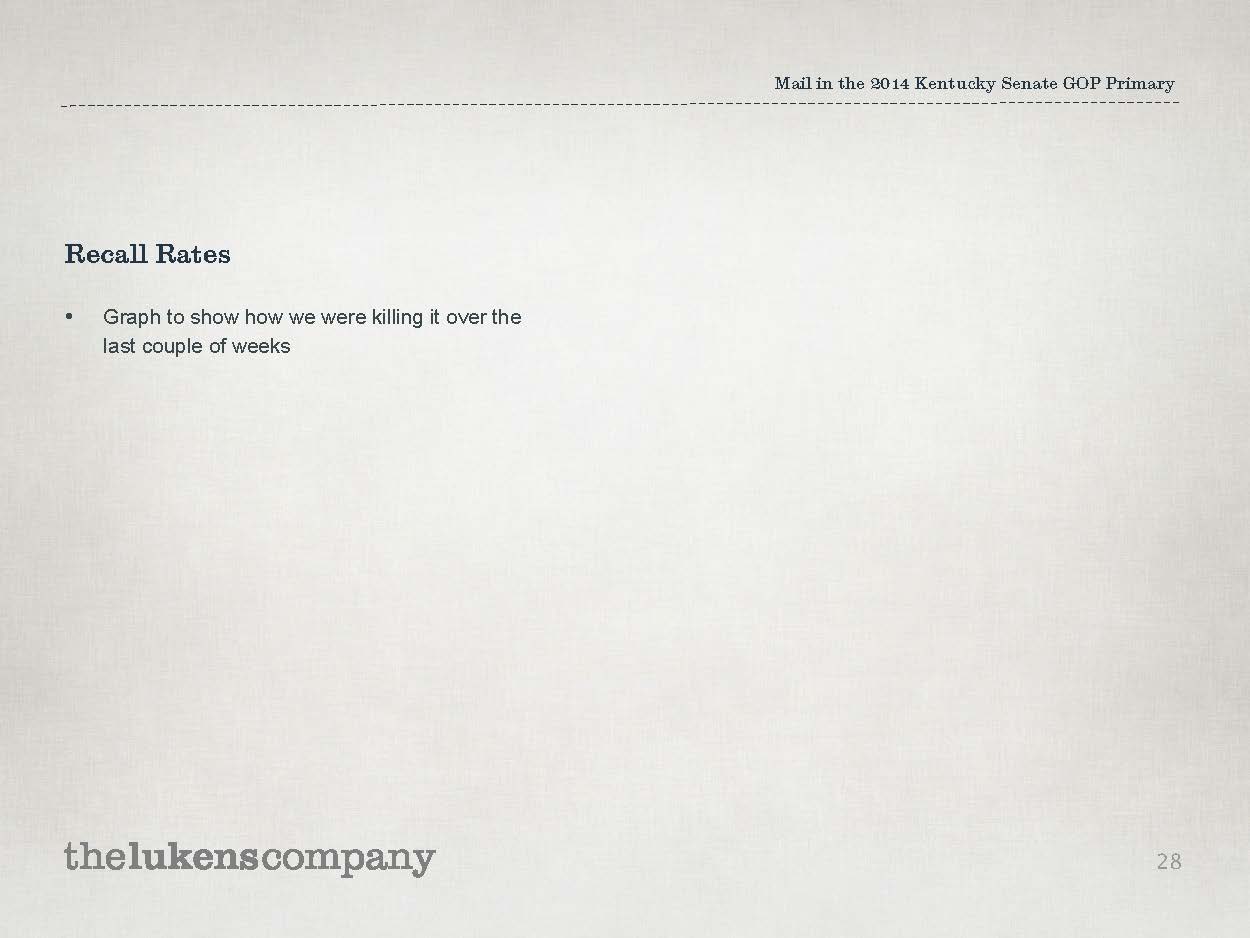 Mail in the 2014 Kentucky Senate GOP Primary
Recall Rates
• Graph to show how we were killing it over the
last couple of weeks
thelukenscompany
28